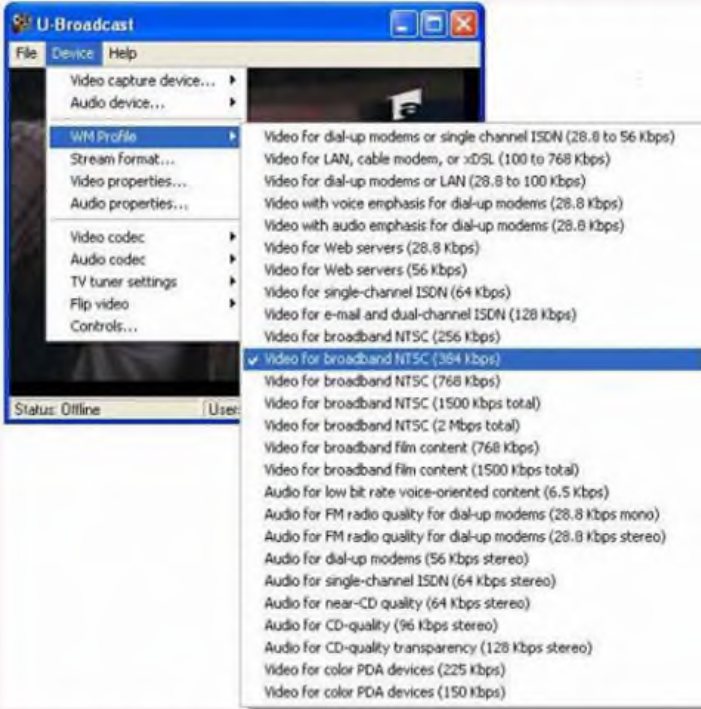 U-Broadcast
File Device Help
Video capture device...
Audio device...
WM Profile
Stream format...
Video properties...
Audio properties...
Video codec
Audio codec
TV tuner settings
Flip video
Controls...
Status: Offline
User
Video for dial-up modems or single channel ISDN (28.8 to 56 Kbps)
Video for LAN, cable modem, or xDSL (100 to 768 Kbps)
Video for dial-up modems or LAN (28.8 to 100 Kbps)
Video with voice emphasis for dial-up modems (28.8 Kbps)
Video with audio emphasis for dial-up modems (28.8 Kbps)
Video for Web servers (28.8 Kbps)
Video for Web servers (56 Kbps)
Video for single-channel ISDN (64 Kbps)
Video for e-mail and dual-channel ISDN (128 Kbps)
Video for broadband NTSC (256 Kbps)
Video for broadband NTSC (384 Kbps)
Video for broadband NTSC (768 Kbps)
Video for broadband NTSC (1500 Kbps total)
Video for broadband NTSC (2 Mbps total)
Video for broadband film content (768 Kbps)
Video for broadband film content (1500 Kbps total)
Audio for low bit rate voice-oriented content (6.5 Kbps)
Audio for FM radio quality for dial-up modems (28.8 Kbps mono)
Audio for FM radio quality for dial-up modems (28.8 Kbps stereo)
Audio for dial-up modems (56 Kbps stereo)
Audio for single-channel ISDN (64 Kbps stereo)
Audio for near-CD quality (64 Kbps stereo)
Audio for CD-quality (96 Kbps stereo)
Audio for CD-quality transparency (128 Kbps stereo)
Video for color PDA devices (225 Kbps)
Video for color PDA devices (150 Kbps)